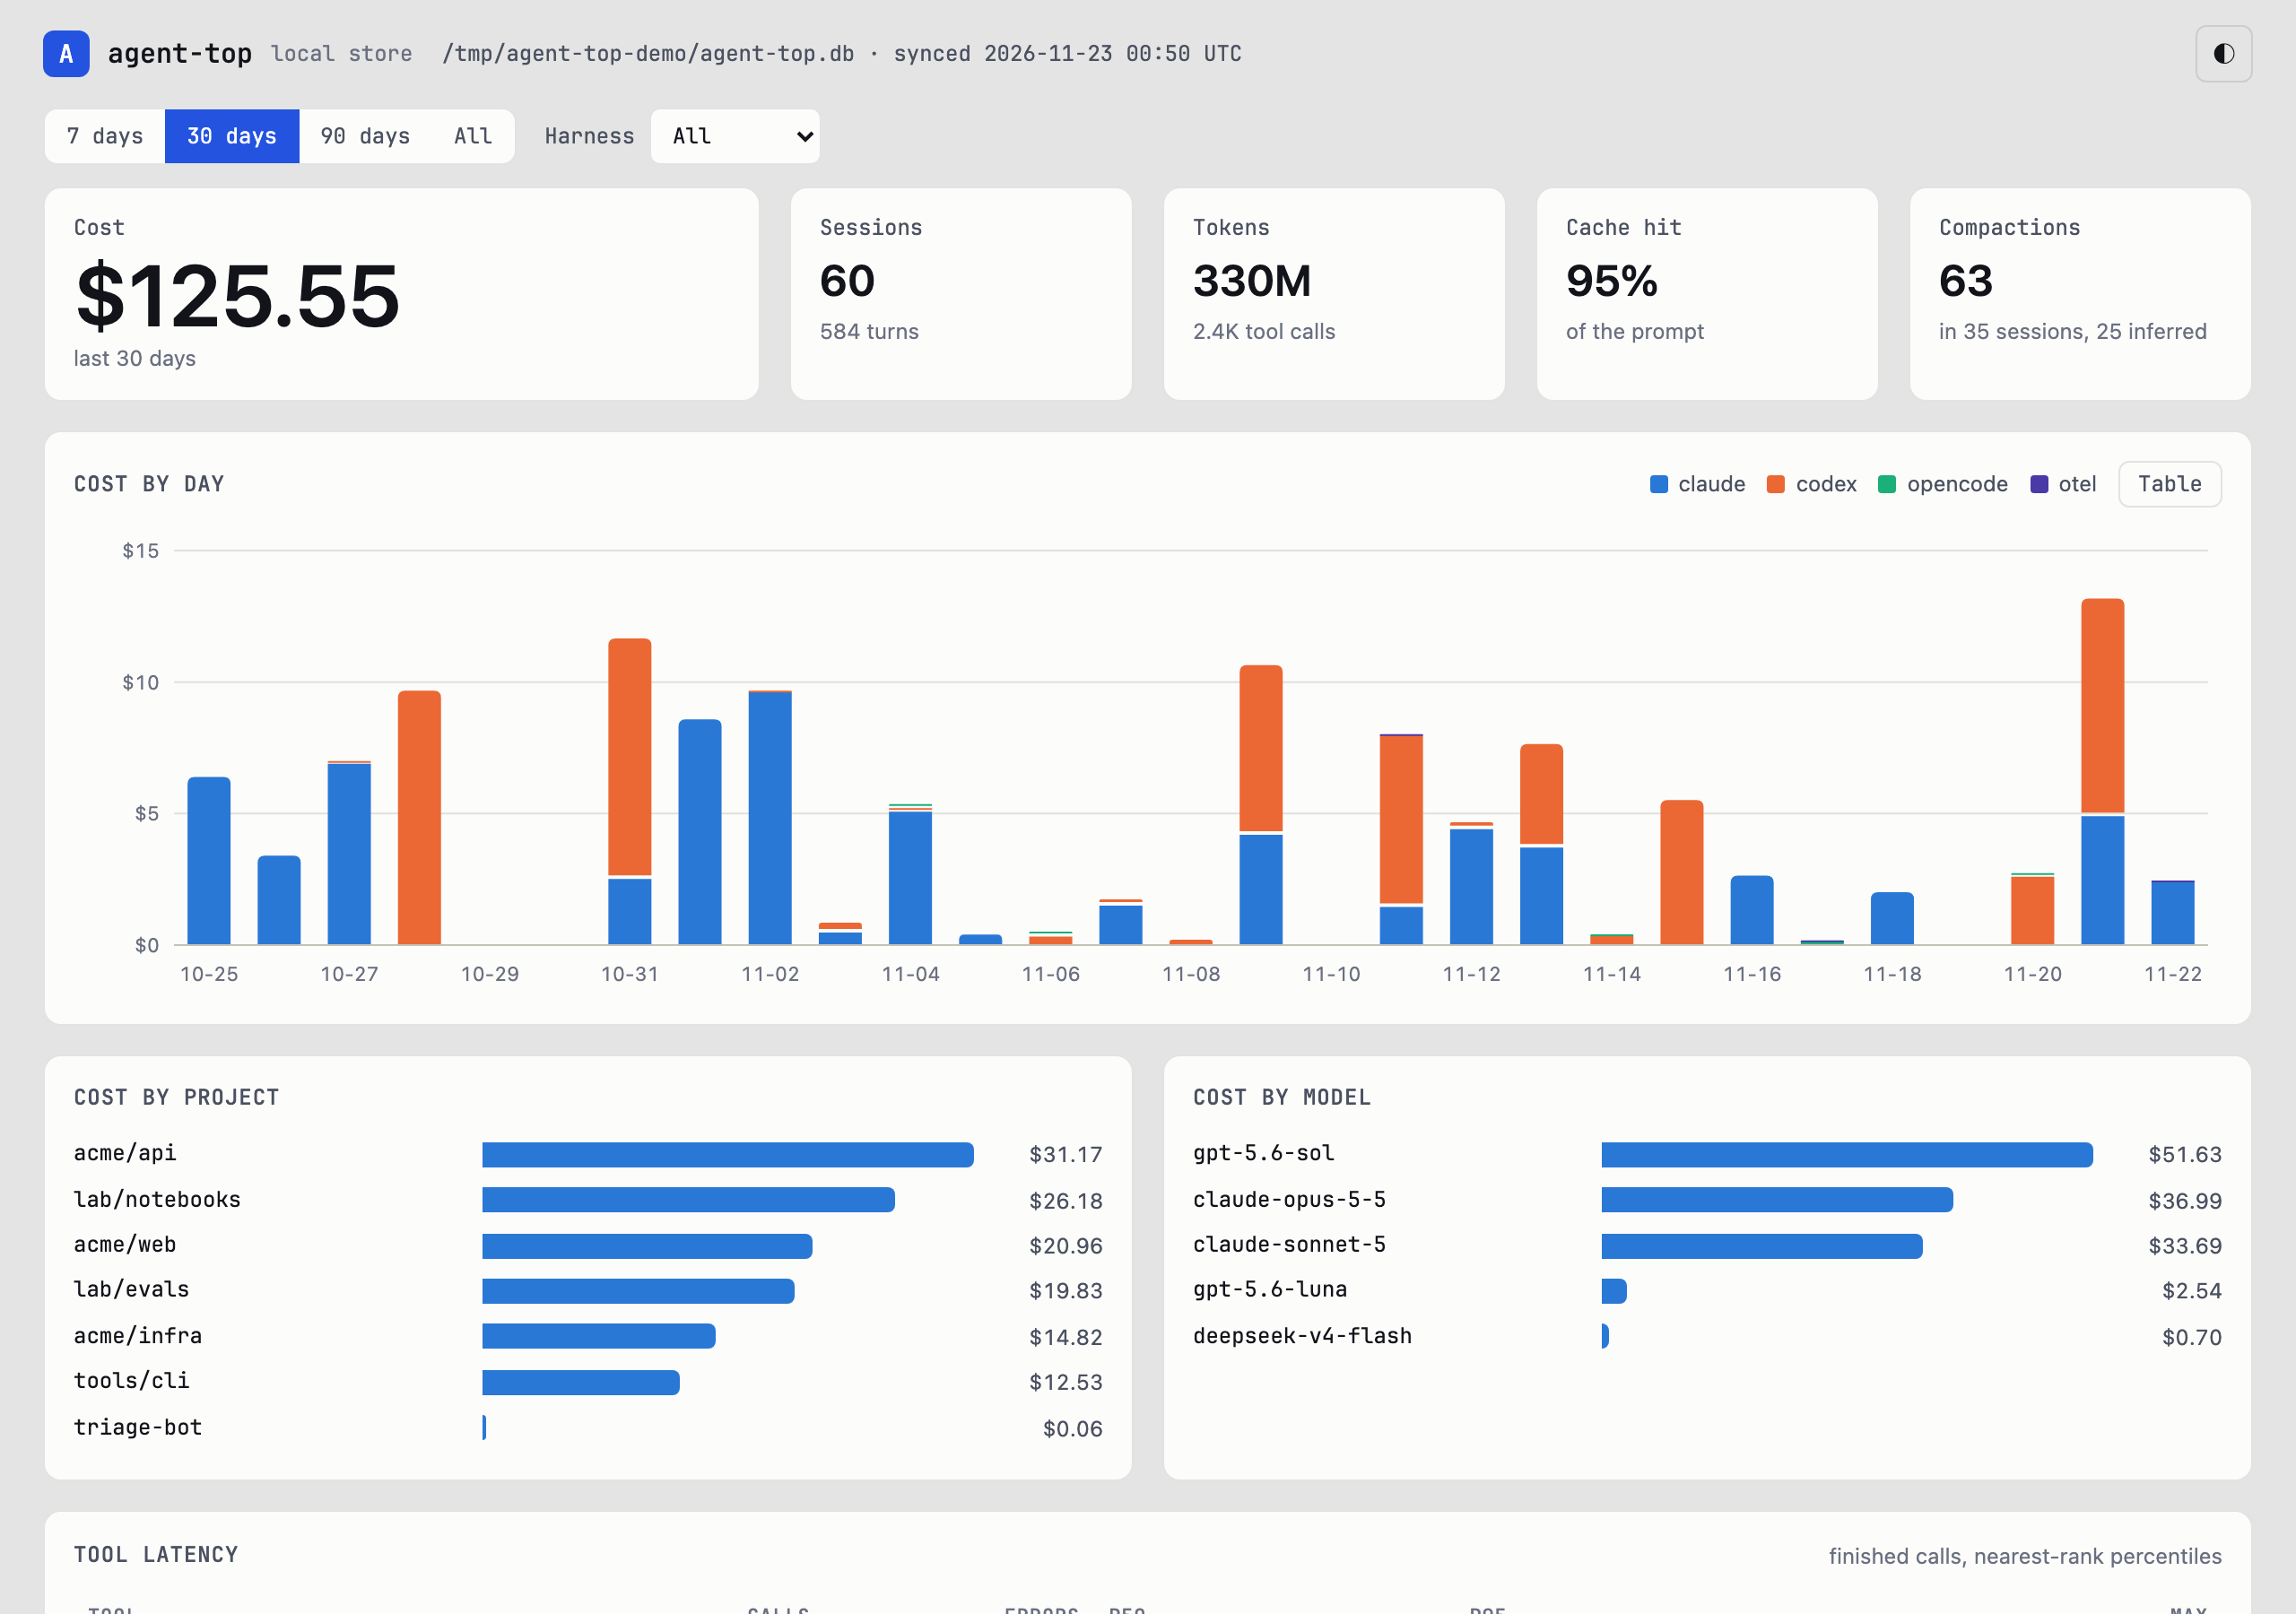 A agent-top local store /tmp/agent-top-demo/agent-top.db · synced 2026-11-23 00:50 UTC
7 days 30 days 90 days All Harness All
Cost
$125.55
last 30 days
Sessions
60
584 turns
Tokens
330M
2.4K tool calls
Cache hit
95%
of the prompt
Compactions
63
in 35 sessions, 25 inferred
COST BY DAY
claude codex opencode otel Table
$15
$10
$5
$0
10-25 10-27 10-29 10-31 11-02 11-04 11-06 11-08 11-10 11-12 11-14 11-16 11-18 11-20 11-22
COST BY PROJECT
acme/api $31.17
lab/notebooks $26.18
acme/web $20.96
lab/evals $19.83
acme/infra $14.82
tools/cli $12.53
triage-bot $0.06
COST BY MODEL
gpt-5.6-sol $51.63
claude-opus-5-5 $36.99
claude-sonnet-5 $33.69
gpt-5.6-luna $2.54
deepseek-v4-flash $0.70
TOOL LATENCY
finished calls, nearest-rank percentiles